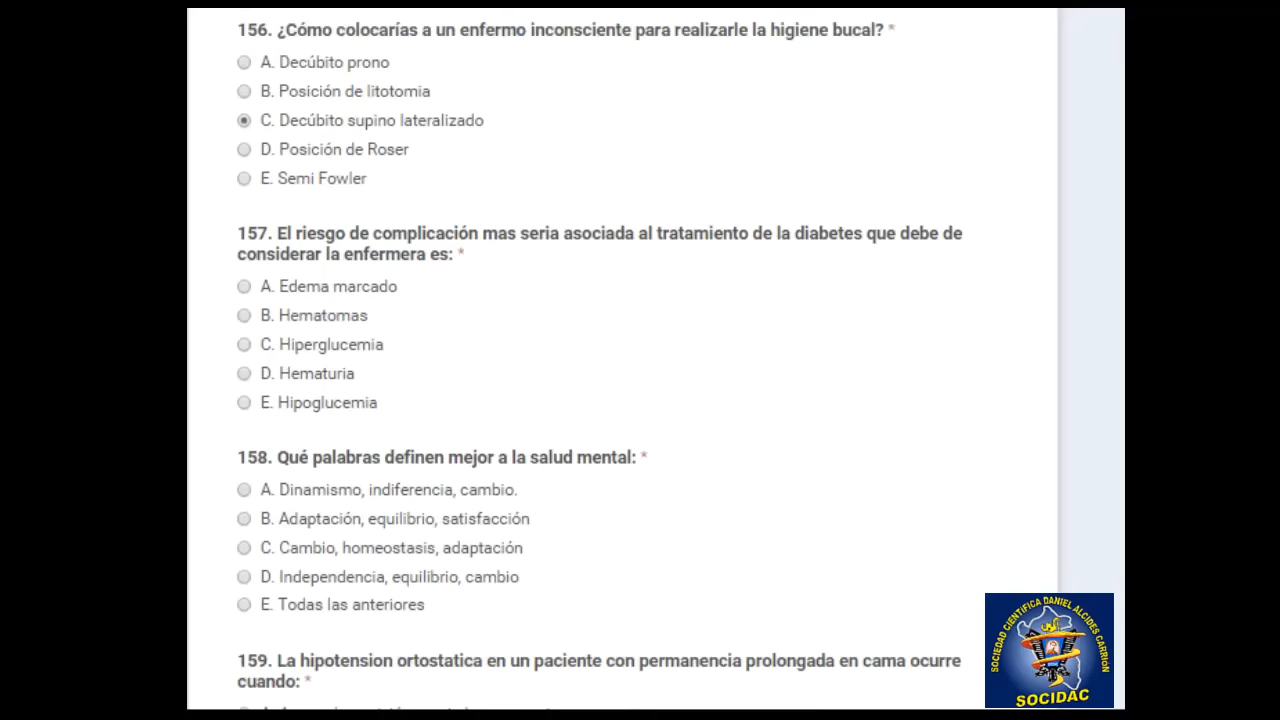 156. ¿Cómo colocarías a un enfermo inconsciente para realizarle la higiene bucal? *
A. Decúbito prono
B. Posición de litotomia
C. Decúbito supino lateralizado
D. Posición de Roser
E. Semi Fowler
157. El riesgo de complicación mas seria asociada al tratamiento de la diabetes que debe de
considerar la enfermera es: *
A. Edema marcado
B. Hematomas
C. Hiperglucemia
D. Hematuria
E. Hipoglucemia
158. Qué palabras definen mejor a la salud mental: *
A. Dinamismo, indiferencia, cambio.
B. Adaptación, equilibrio, satisfacción
C. Cambio, homeostasis, adaptación
D. Independencia, equilibrio, cambio
E. Todas las anteriores
159. La hipotension ortostatica en un paciente con permanencia prolongada en cama ocurre
cuando: *
SOCIEDAD CIENTIFICA DANIEL ALCIDES CARRIÓN
SOCIDAC